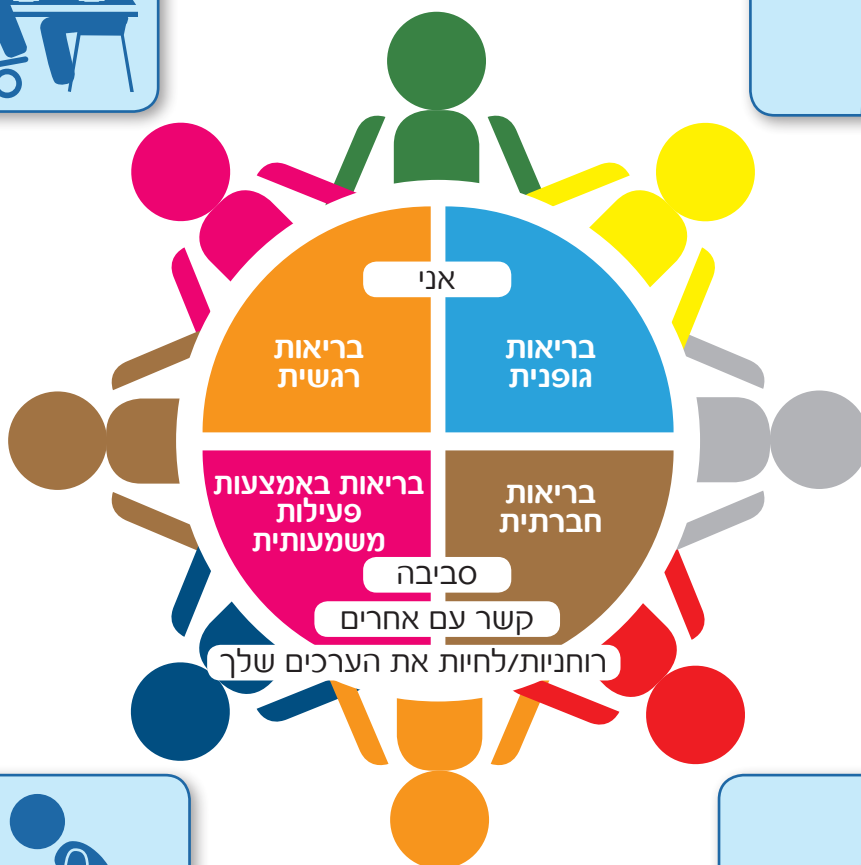 אני
בריאות
גופנית
בריאות
רגשית
בריאות
חברתית
בריאות באמצעות
פעילות
משמעותית
סביבה
קשר עם אחרים
רוחניות/לחיות את הערכים שלך